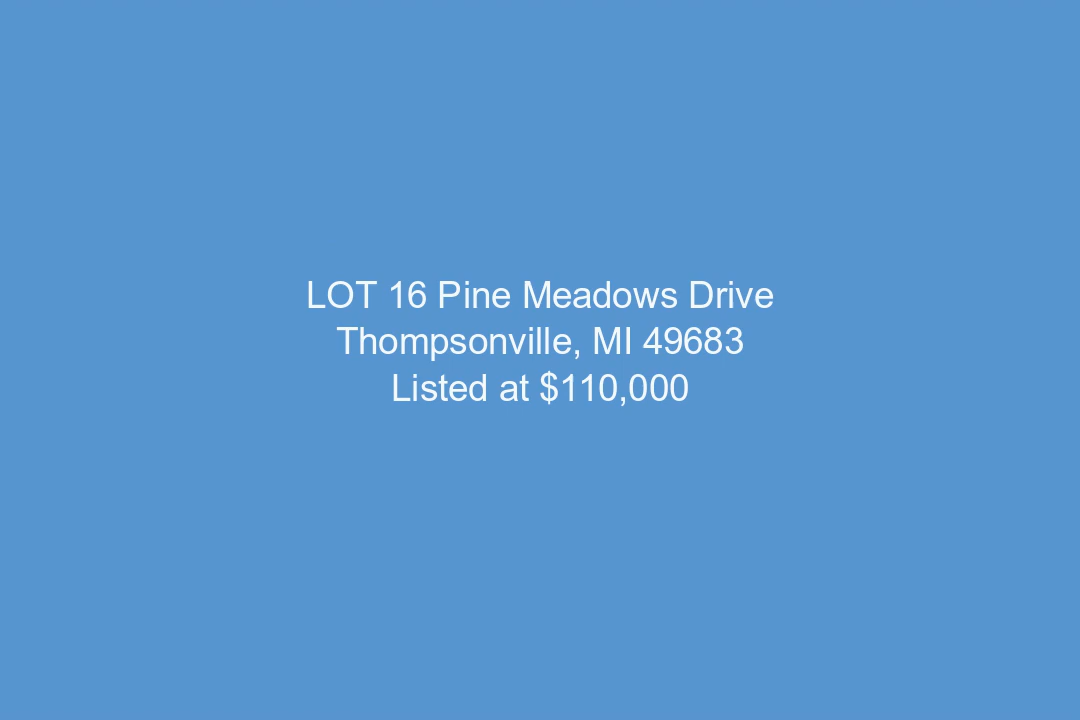 LOT 16 Pine Meadows Drive
Thompsonville, MI 49683
Listed at $110,000